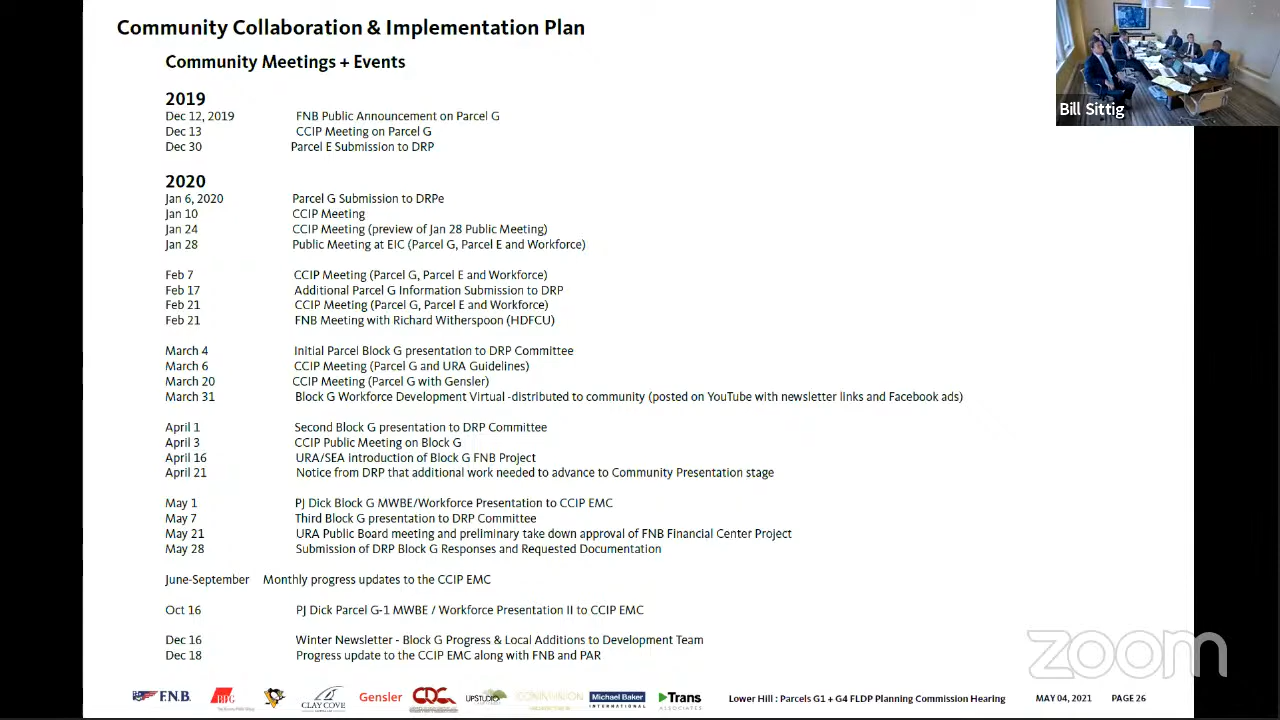 Community Collaboration & Implementation Plan
Community Meetings + Events
Bill Sittig
2019
Dec 12, 2019 FNB Public Announcement on Parcel G
Dec 13 CCIP Meeting on Parcel G
Dec 30 Parcel E Submission to DRP
2020
Jan 6, 2020 Parcel G Submission to DRPe
Jan 10 CCIP Meeting
Jan 24 CCIP Meeting (preview of Jan 28 Public Meeting)
Jan 28 Public Meeting at EIC (Parcel G, Parcel E and Workforce)
Feb 7 CCIP Meeting (Parcel G, Parcel E and Workforce)
Feb 17 Additional Parcel G Information Submission to DRP
Feb 21 CCIP Meeting (Parcel G, Parcel E and Workforce)
Feb 21 FNB Meeting with Richard Witherspoon (HDFCU)
March 4 Initial Parcel Block G presentation to DRP Committee
March 6 CCIP Meeting (Parcel G and URA Guidelines)
March 20 CCIP Meeting (Parcel G with Gensler)
March 31 Block G Workforce Development Virtual -distributed to community (posted on YouTube with newsletter links and Facebook ads)
April 1 Second Block G presentation to DRP Committee
April 3 CCIP Public Meeting on Block G
April 16 URA/SEA introduction of Block G FNB Project
April 21 Notice from DRP that additional work needed to advance to Community Presentation stage
May 1 PJ Dick Block G MWBE/Workforce Presentation to CCIP EMC
May 7 Third Block G presentation to DRP Committee
May 21 URA Public Board meeting and preliminary take down approval of FNB Financial Center Project
May 28 Submission of DRP Block G Responses and Requested Documentation
June-September Monthly progress updates to the CCIP EMC
Oct 16 PJ Dick Parcel G-1 MWBE / Workforce Presentation II to CCIP EMC
Dec 16 Winter Newsletter - Block G Progress & Local Additions to Development Team
Dec 18 Progress update to the CCIP EMC along with FNB and PAR
zoom
F.N.B. BPG CLAY COVE Gensler CDC UPSTUDIO Michael Baker INTERNATIONAL Trans ASSOCIATES Lower Hill : Parcels G1 + G4 FLDP Planning Commission Hearing MAY 04, 2021 PAGE 26